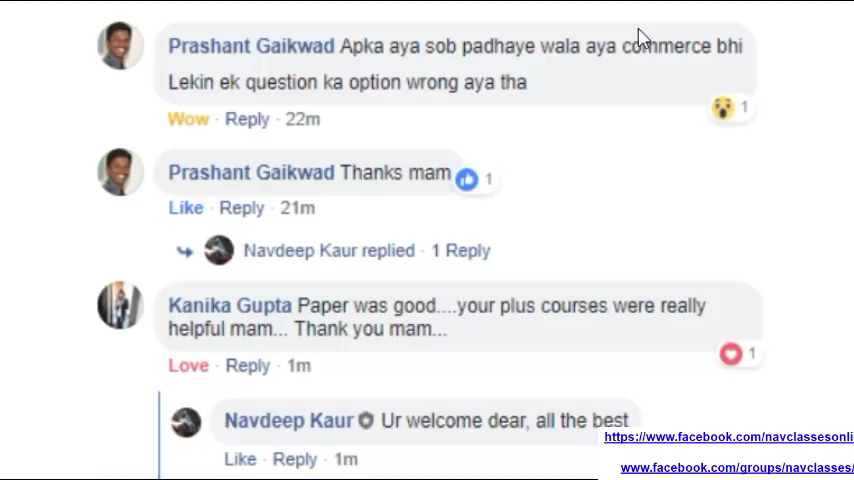 Prashant Gaikwad Apka aya sob padhaye wala aya commerce bhi
Lekin ek question ka option wrong aya tha
1
Wow · Reply · 22m
Prashant Gaikwad Thanks mam
1
Like · Reply · 21m
Navdeep Kaur replied · 1 Reply
Kanika Gupta Paper was good....your plus courses were really
helpful mam... Thank you mam...
1
Love · Reply · 1m
Navdeep Kaur Ur welcome dear, all the best
https://www.facebook.com/navclassesonli
Like · Reply · 1m
www.facebook.com/groups/navclasses/